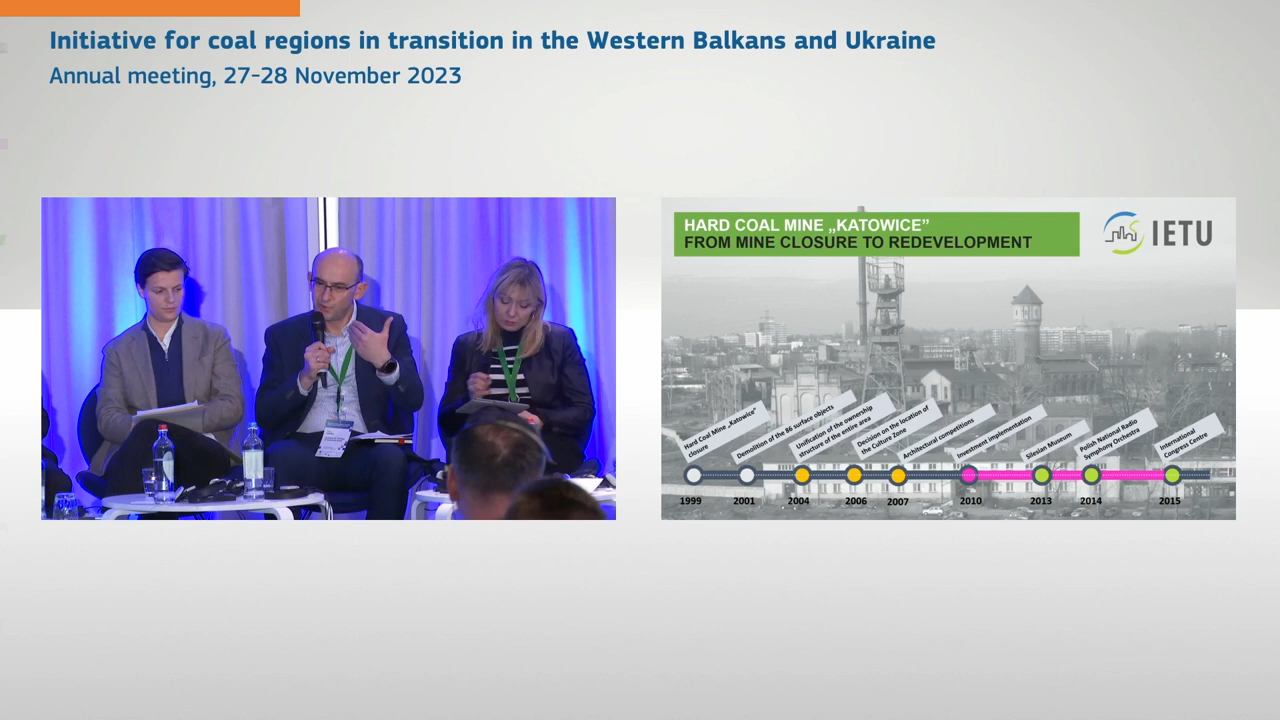 Initiative for coal regions in transition in the Western Balkans and Ukraine
Annual meeting, 27-28 November 2023
HARD COAL MINE „KATOWICE”
FROM MINE CLOSURE TO REDEVELOPMENT
IETU
Hard Coal Mine „Katowice”
closure
Demolition of the 86 surface objects
Unification of the ownership
structure of the entire area
Decision on the location of
the Culture Zone
Architectural competitions
Investment implementation
Silesian Museum
Polish National Radio
Symphony Orchestra
International
Congress Centre
1999
2001
2004
2006
2007
2010
2013
2014
2015